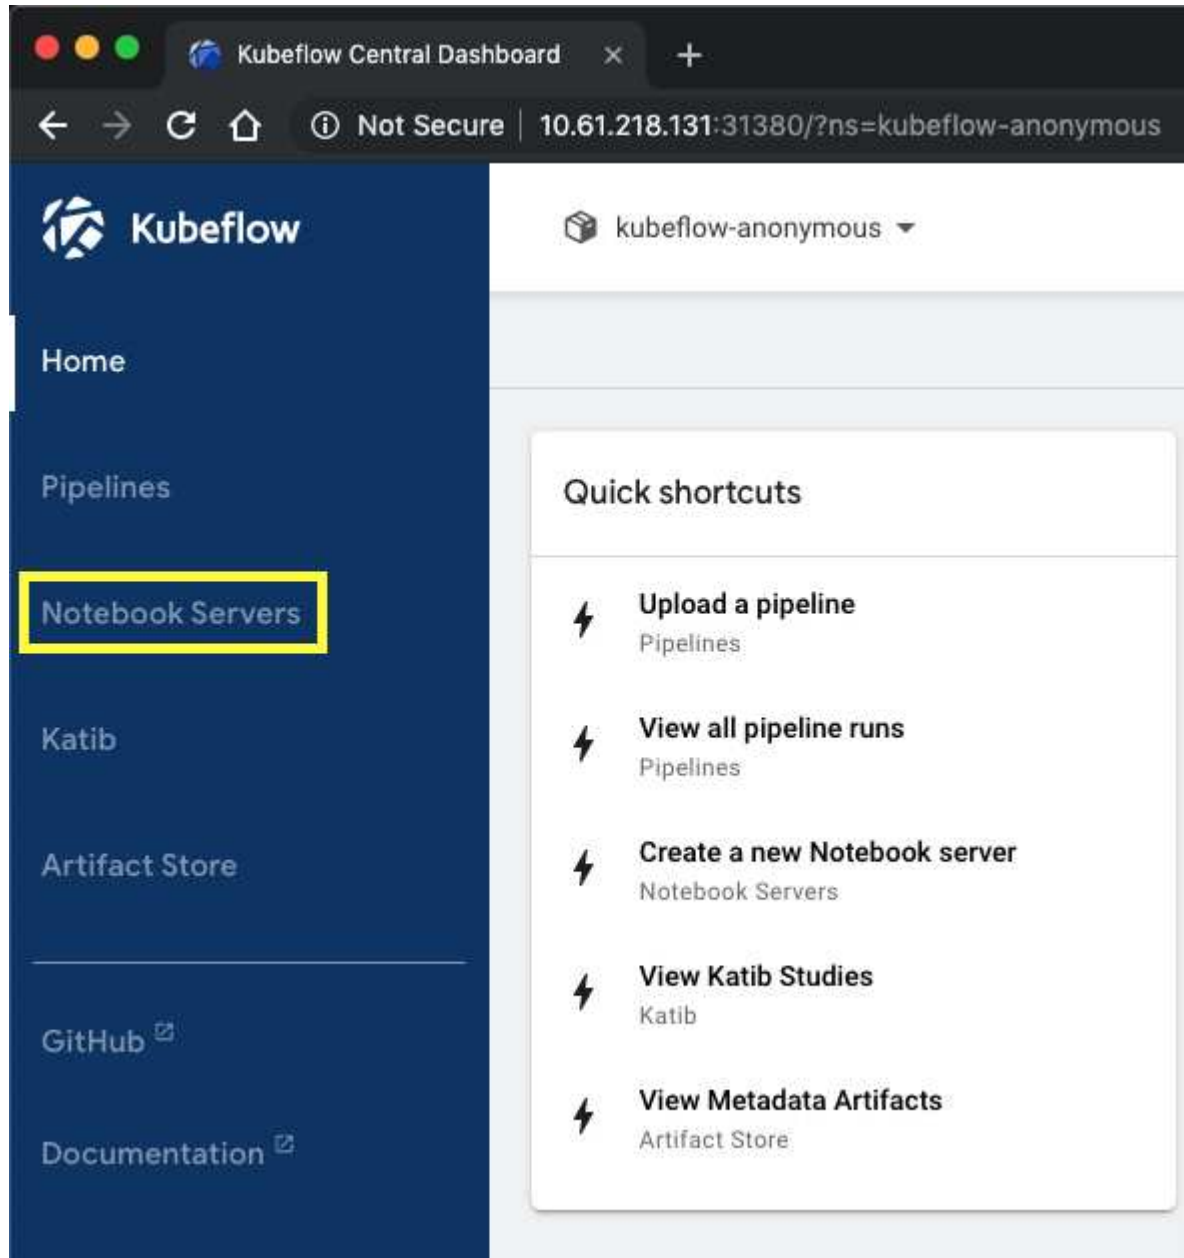 Kubeflow Central Dashboard
Not Secure | 10.61.218.131:31380/?ns=kubeflow-anonymous
Kubeflow
kubeflow-anonymous
Home
Pipelines
Notebook Servers
Katib
Artifact Store
GitHub
Documentation
Quick shortcuts
Upload a pipeline
Pipelines
View all pipeline runs
Pipelines
Create a new Notebook server
Notebook Servers
View Katib Studies
Katib
View Metadata Artifacts
Artifact Store